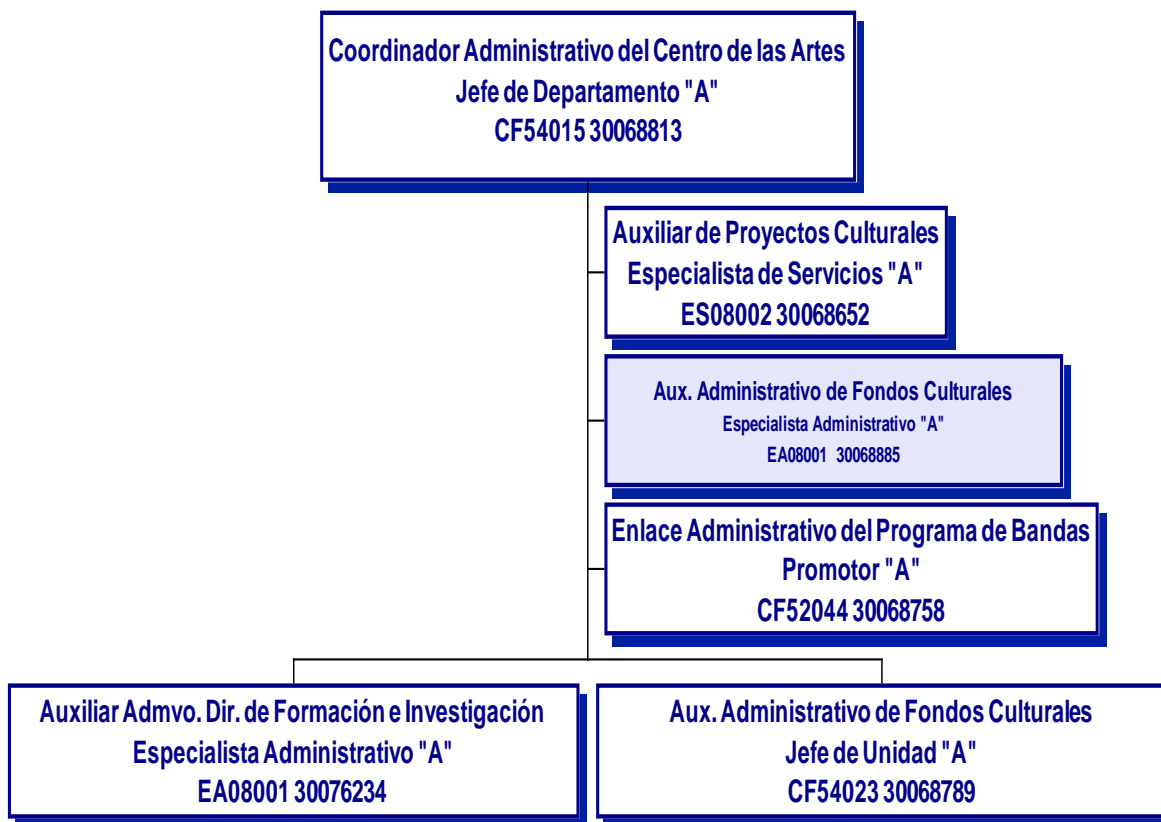 Coordinador Administrativo del Centro de las Artes
Jefe de Departamento "A"
CF54015 30068813
Auxiliar de Proyectos Culturales
Especialista de Servicios "A"
ES08002 30068652
Aux. Administrativo de Fondos Culturales
Especialista Administrativo "A"
EA08001 30068885
Enlace Administrativo del Programa de Bandas
Promotor "A"
CF52044 30068758
Auxiliar Admvo. Dir. de Formación e Investigación
Especialista Administrativo "A"
EA08001 30076234
Aux. Administrativo de Fondos Culturales
Jefe de Unidad "A"
CF54023 30068789